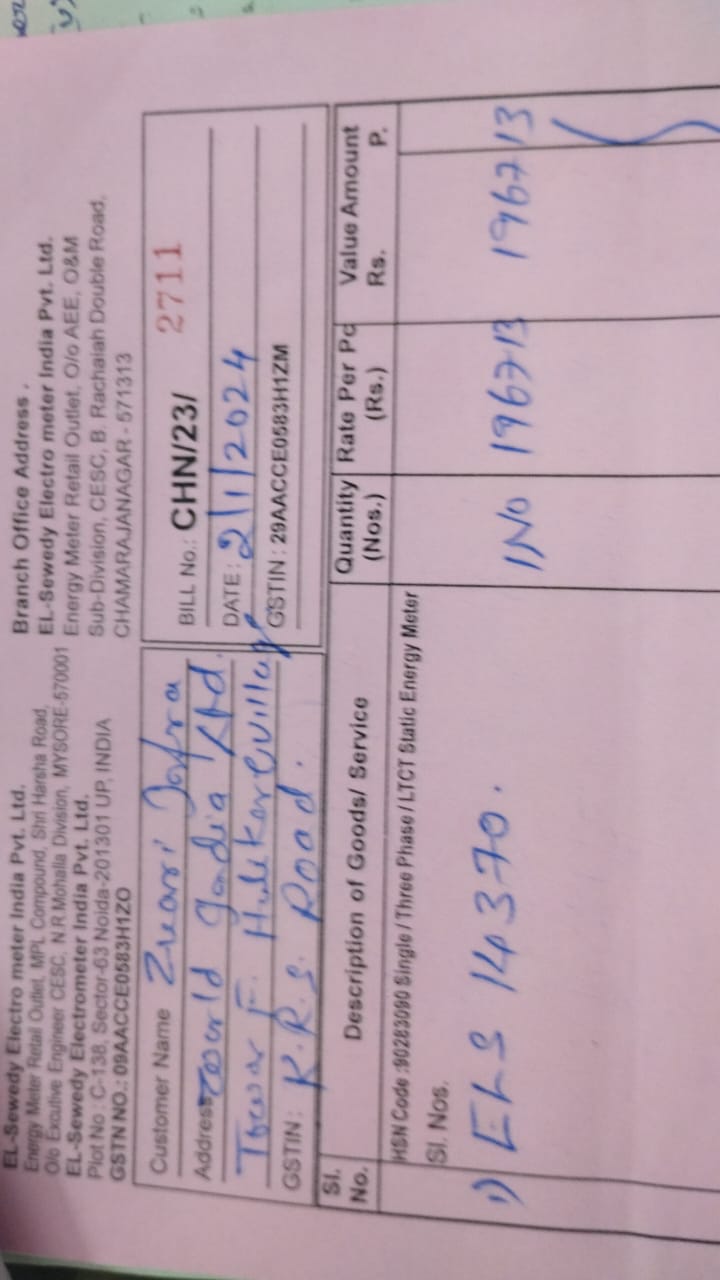 EL-Sewedy Electro meter India Pvt. Ltd.
Energy Meter Retail Outlet, MPL Compound, Shri Harsha Road,
O/o Excutive Engineer CESC, N.R.Mohalla Division, MYSORE-570001
EL-Sewedy Electrometer India Pvt. Ltd.
Plot No : C-138, Sector-63 Noida-201301 UP, INDIA
GSTN NO.: 09AACCE0583H1ZO
Branch Office Address .
EL-Sewedy Electro meter India Pvt. Ltd.
Energy Meter Retail Outlet, O/o AEE, O&M
Sub-Division, CESC, B. Rachaiah Double Road,
CHAMARAJANAGAR - 571313
Customer Name Zuari Infra
Address World India Ltd.
Tower F. Hulikere Village
GSTIN: K.R.S. Road.
BILL No.: CHN/23/ 2711
DATE: 2/1/2024
GSTIN : 29AACCE0583H1ZM
Sl. No. Description of Goods/ Service Quantity (Nos.) Rate Per Pc (Rs.) Value Amount Rs. P.
HSN Code :90283090 Single / Three Phase / LTCT Static Energy Meter
Sl. Nos.
1) ELS 14370. 1No 1967 13 1967 13